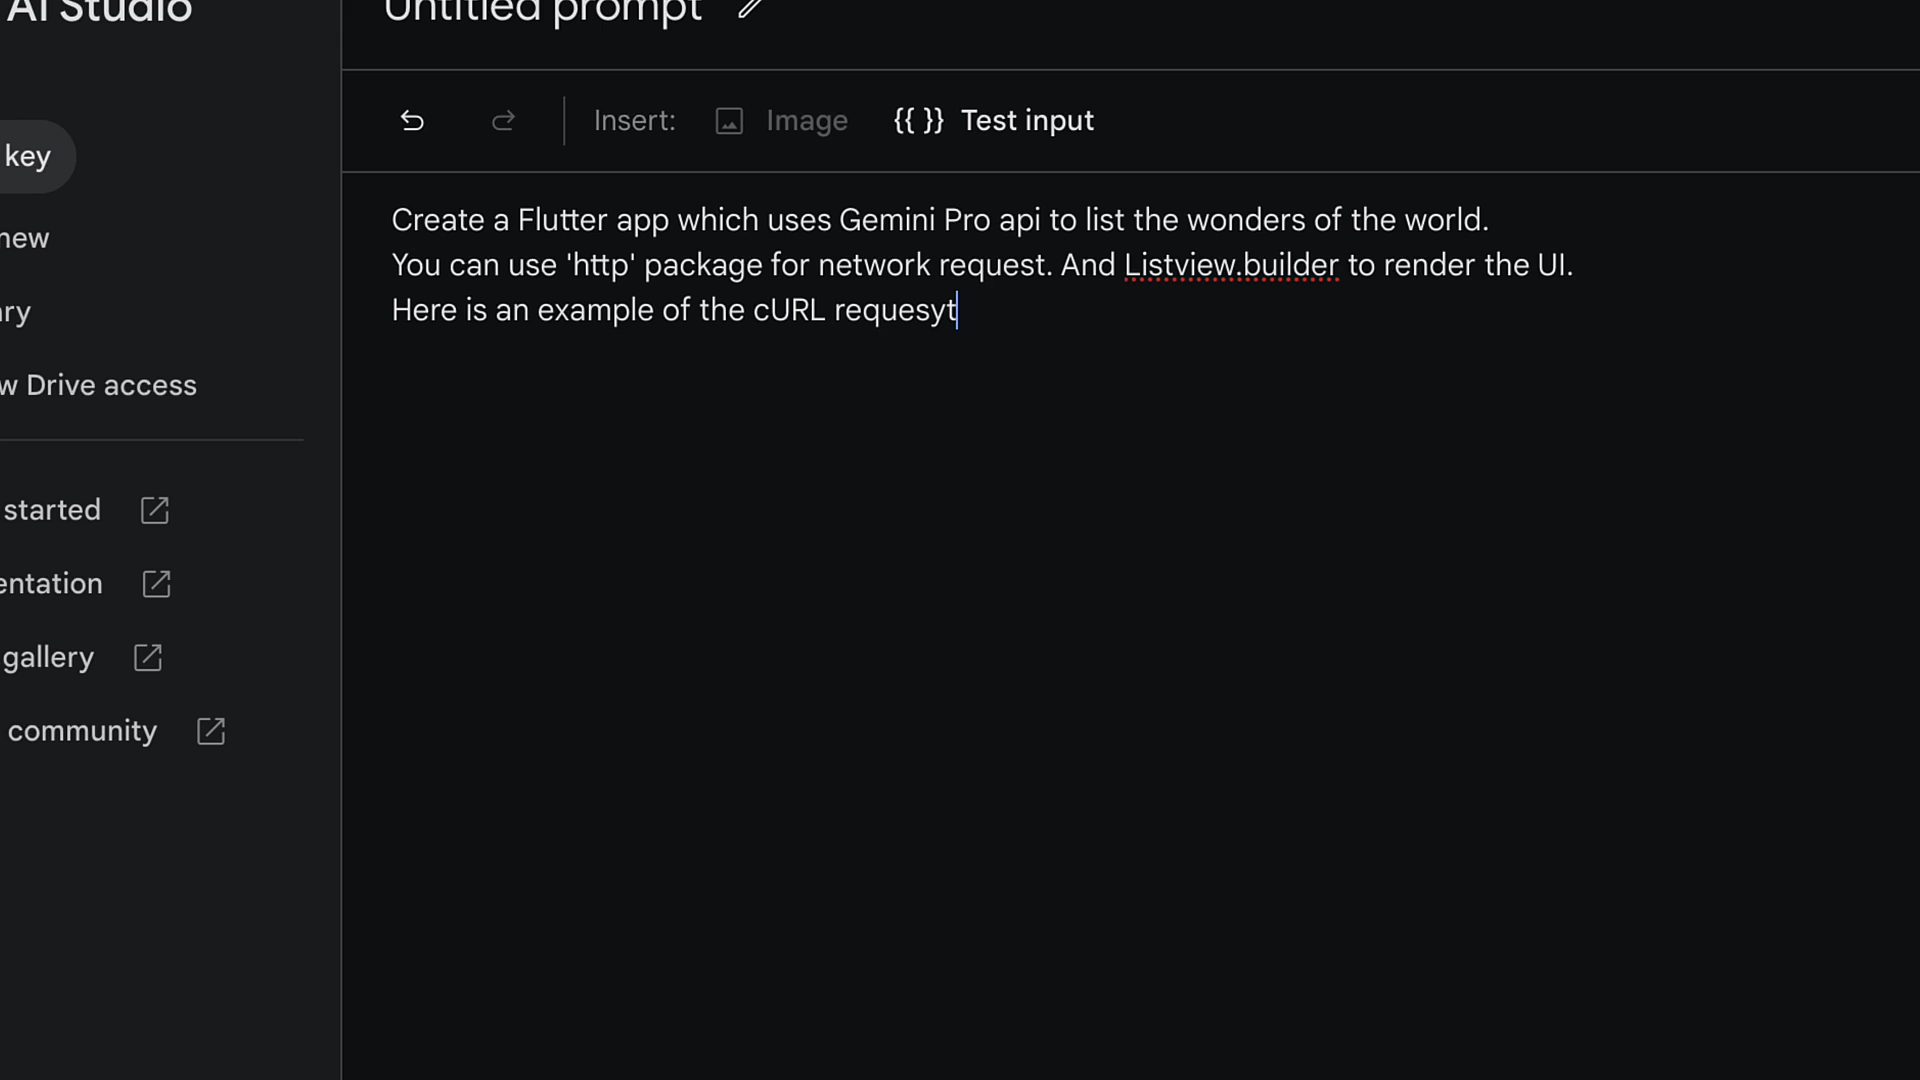 AI Studio
Untitled prompt
key
new
Insert: Image {{ }} Test input
Create a Flutter app which uses Gemini Pro api to list the wonders of the world.
You can use 'http' package for network request. And Listview.builder to render the UI.
Here is an example of the cURL requesyt
ry
w Drive access
started
entation
gallery
community